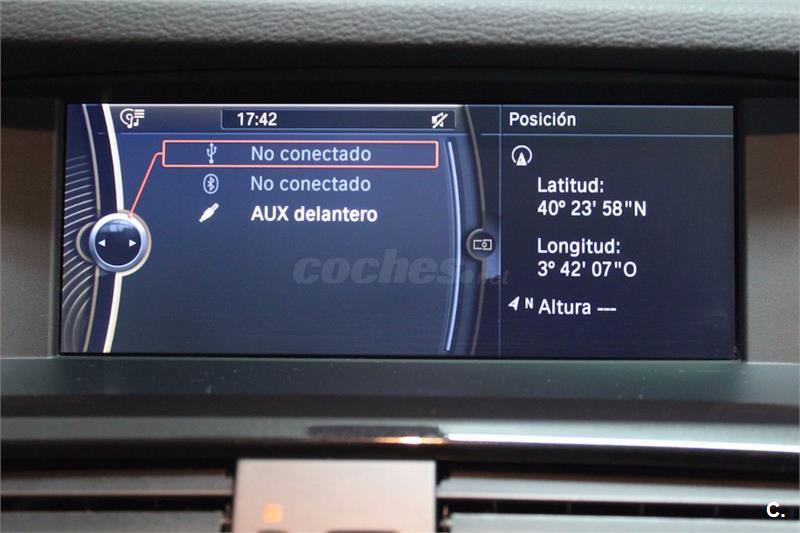 17:42
No conectado
No conectado
AUX delantero
Posición
Latitud:
40° 23' 58"N
Longitud:
3° 42' 07"O
N Altura ---
coches.net
C.